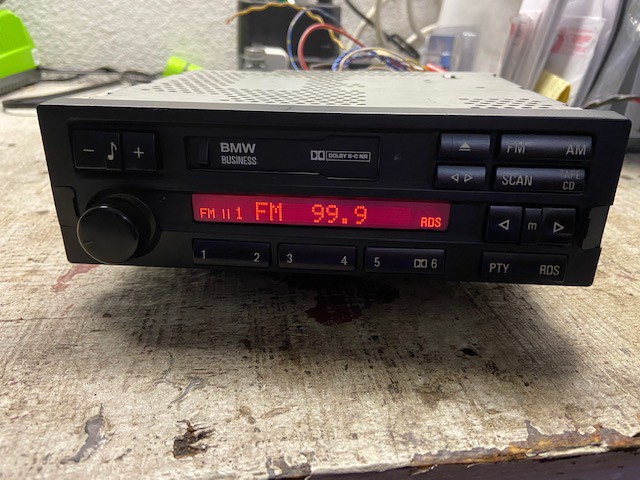 BMW
BUSINESS
DOLBY B-C NR
FM AM
SCAN TAPE
CD
FM II 1 FM 99.9 RDS
m
1 2 3 4 5 6
PTY RDS